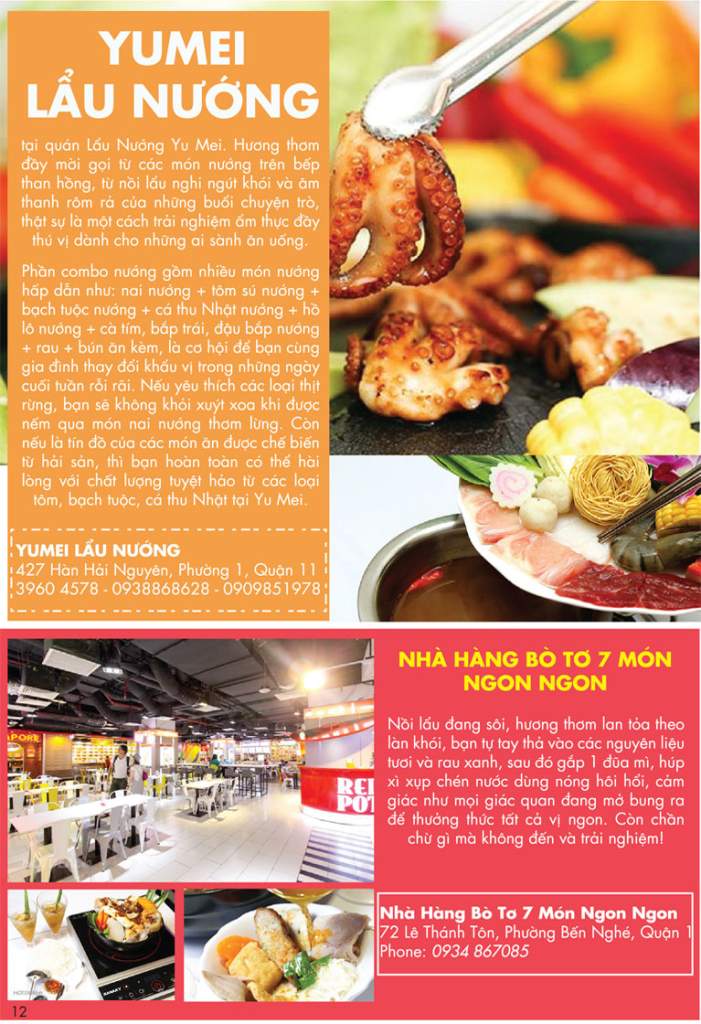 YUMEI
LẨU NƯỚNG
tại quán Lẩu Nướng Yu Mei. Hương thơm
đầy mời gọi từ các món nướng trên bếp
than hồng, từ nồi lẩu nghi ngút khói và âm
thanh rôm rả của những buổi chuyện trò,
thật sự là một cách trải nghiệm ẩm thực đầy
thú vị dành cho những ai sành ăn uống.
Phần combo nướng gồm nhiều món nướng
hấp dẫn như: nai nướng + tôm sú nướng +
bạch tuộc nướng + cá thu Nhật nướng + hồ
lô nướng + cà tím, bắp trái, đậu bắp nướng
+ rau + bún ăn kèm, là cơ hội để bạn cùng
gia đình thay đổi khẩu vị trong những ngày
cuối tuần rỗi rãi. Nếu yêu thích các loại thịt
rừng, bạn sẽ không khỏi xuýt xoa khi được
nếm qua món nai nướng thơm lừng. Còn
nếu là tín đồ của các món ăn được chế biến
từ hải sản, thì bạn hoàn toàn có thể hài
lòng với chất lượng tuyệt hảo từ các loại
tôm, bạch tuộc, cá thu Nhật tại Yu Mei.
YUMEI LẨU NƯỚNG
427 Hàn Hải Nguyên, Phường 1, Quận 11
3960 4578 - 0938868628 - 0909851978
NHÀ HÀNG BÒ TƠ 7 MÓN
NGON NGON
Nồi lẩu đang sôi, hương thơm lan tỏa theo
làn khói, bạn tự tay thả vào các nguyên liệu
tươi và rau xanh, sau đó gắp 1 đũa mì, húp
xì xụp chén nước dùng nóng hôi hổi, cảm
giác như mọi giác quan đang mở bung ra
để thưởng thức tất cả vị ngon. Còn chần
chừ gì mà không đến và trải nghiệm!
APORE
RED
POT
Nhà Hàng Bò Tơ 7 Món Ngon Ngon
72 Lê Thánh Tôn, Phường Bến Nghé, Quận 1
Phone: 0934 867085
12